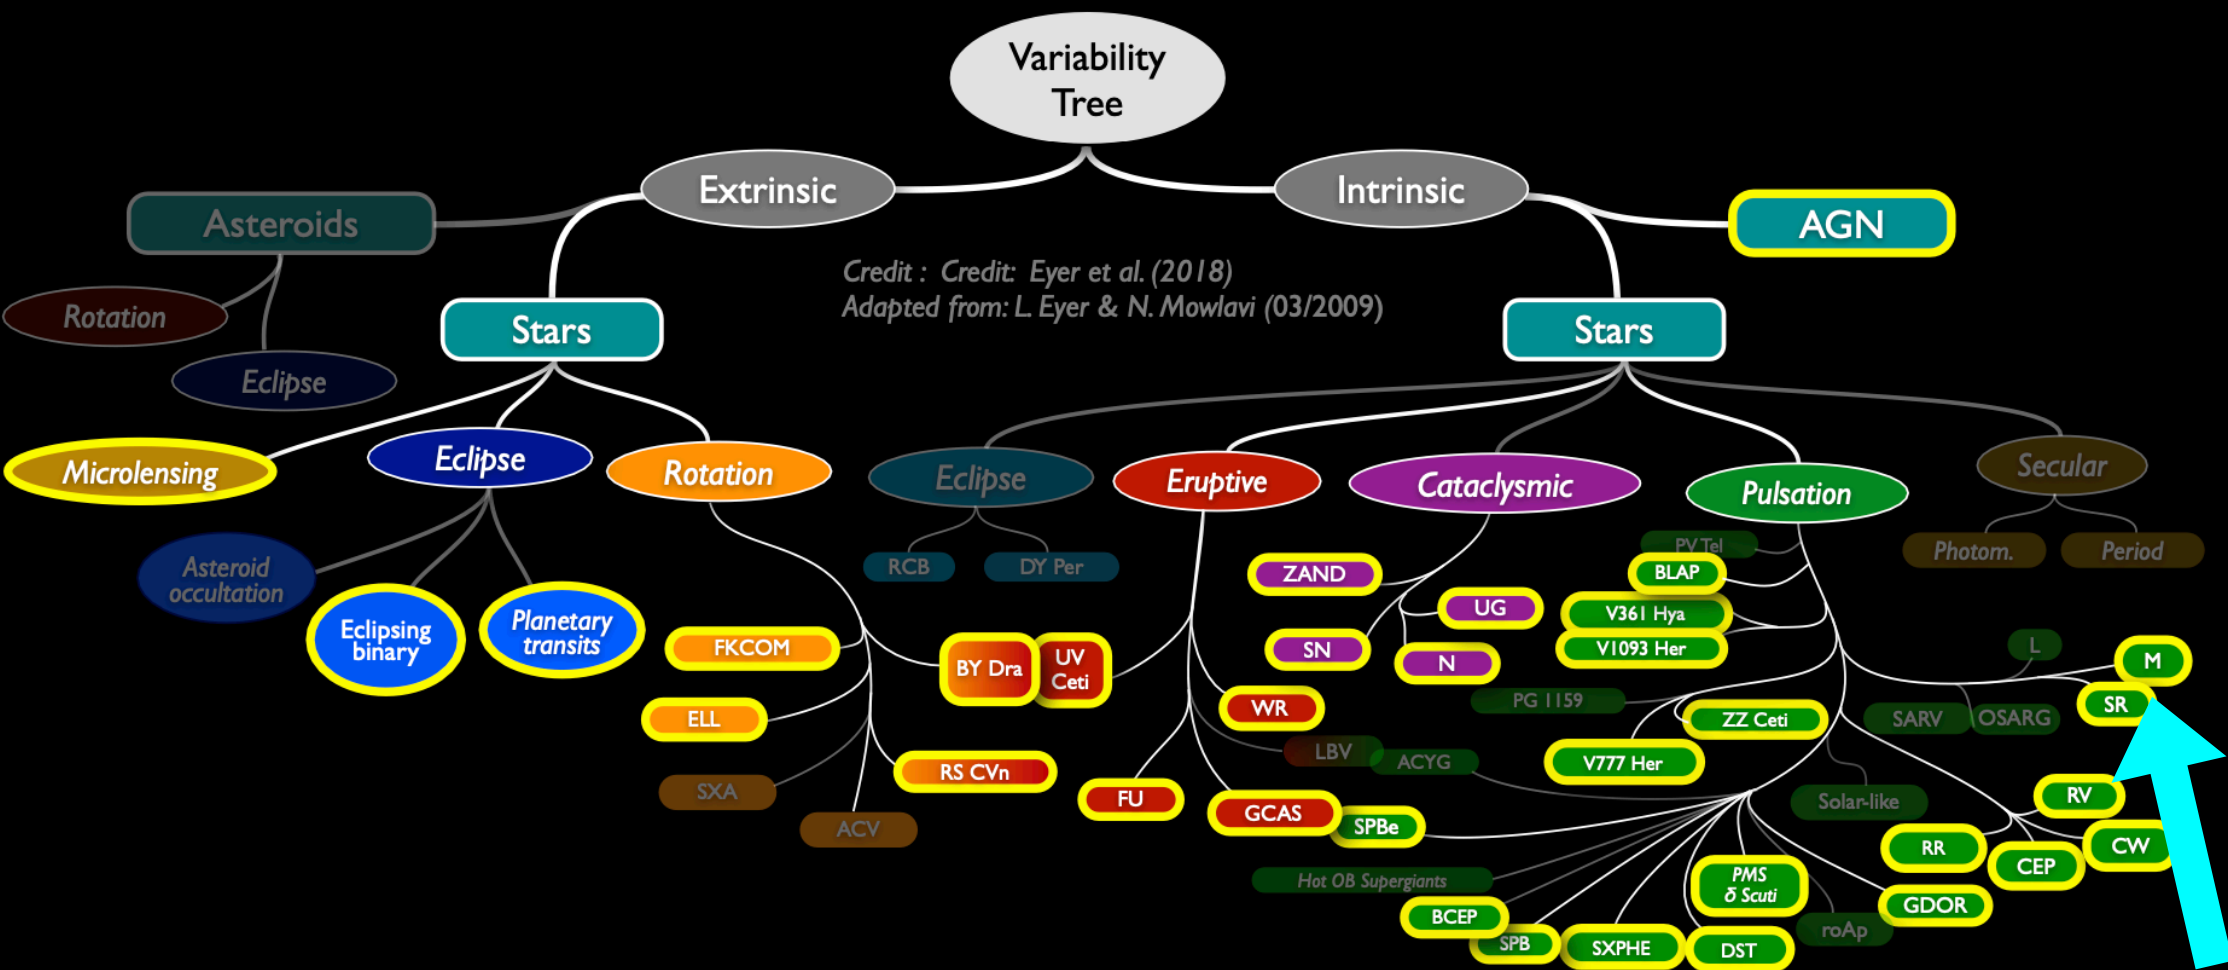 Variability
Tree
Extrinsic
Intrinsic
Asteroids
AGN
Credit : Credit: Eyer et al. (2018)
Adapted from: L. Eyer & N. Mowlavi (03/2009)
Rotation
Stars
Stars
Eclipse
Microlensing
Eclipse
Rotation
Eclipse
Eruptive
Cataclysmic
Pulsation
Secular
Asteroid
occultation
Eclipsing
binary
Planetary
transits
RCB
DY Per
PV Tel
Photom.
Period
ZAND
BLAP
UG
V361 Hya
FKCOM
BY Dra
UV
Ceti
SN
N
V1093 Her
L
M
ELL
WR
PG 1159
ZZ Ceti
SARV
OSARG
SR
SXA
RS CVn
LBV
ACYG
V777 Her
ACV
FU
GCAS
SPBe
Solar-like
RV
RR
CEP
CW
Hot OB Supergiants
PMS
δ Scuti
GDOR
BCEP
SPB
SXPHE
DST
roAp